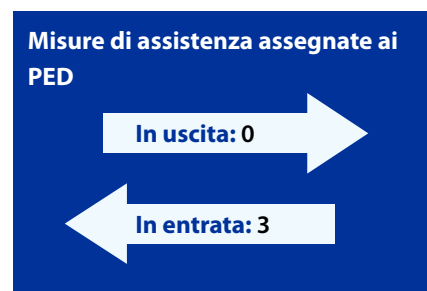 Misure di assistenza assegnate ai
PED
In uscita: 0
In entrata: 3